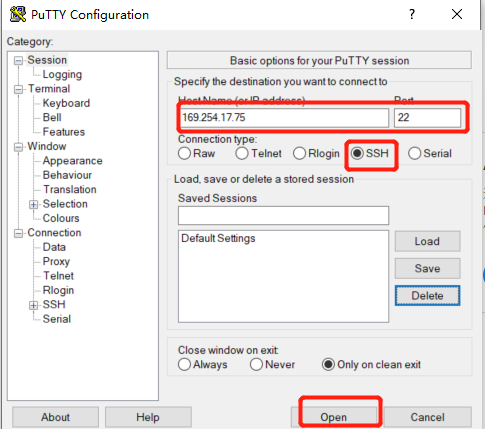 PuTTY Configuration
?
Category:
Session
Logging
Terminal
Keyboard
Bell
Features
Window
Appearance
Behaviour
Translation
Selection
Colours
Connection
Data
Proxy
Telnet
Rlogin
SSH
Serial
Basic options for your PuTTY session
Specify the destination you want to connect to
Host Name (or IP address) Port
169.254.17.75 22
Connection type:
Raw Telnet Rlogin SSH Serial
Load, save or delete a stored session
Saved Sessions
Default Settings
Load
Save
Delete
Close window on exit:
Always Never Only on clean exit
About Help Open Cancel